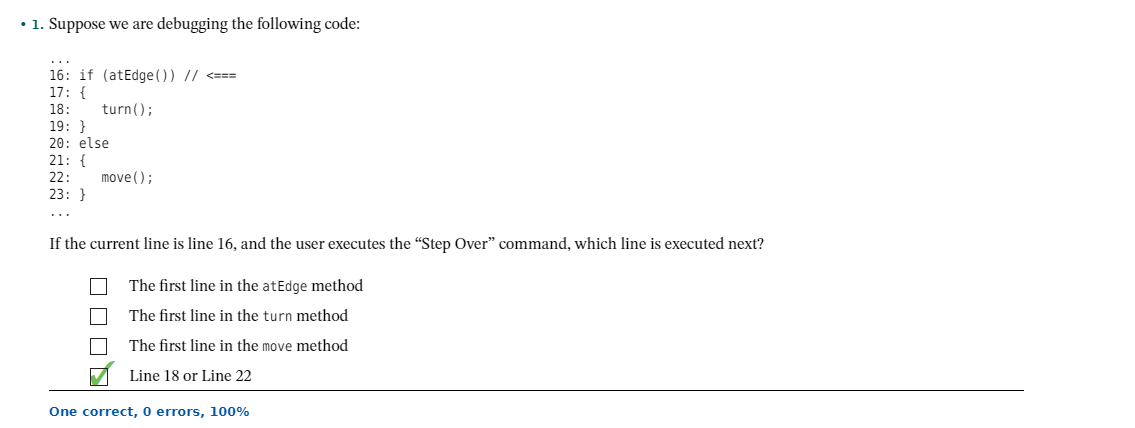 • 1. Suppose we are debugging the following code:
...
16: if (atEdge()) // <===
17: {
18:    turn();
19: }
20: else
21: {
22:    move();
23: }
...
If the current line is line 16, and the user executes the “Step Over” command, which line is executed next?
The first line in the atEdge method
The first line in the turn method
The first line in the move method
Line 18 or Line 22
One correct, 0 errors, 100%